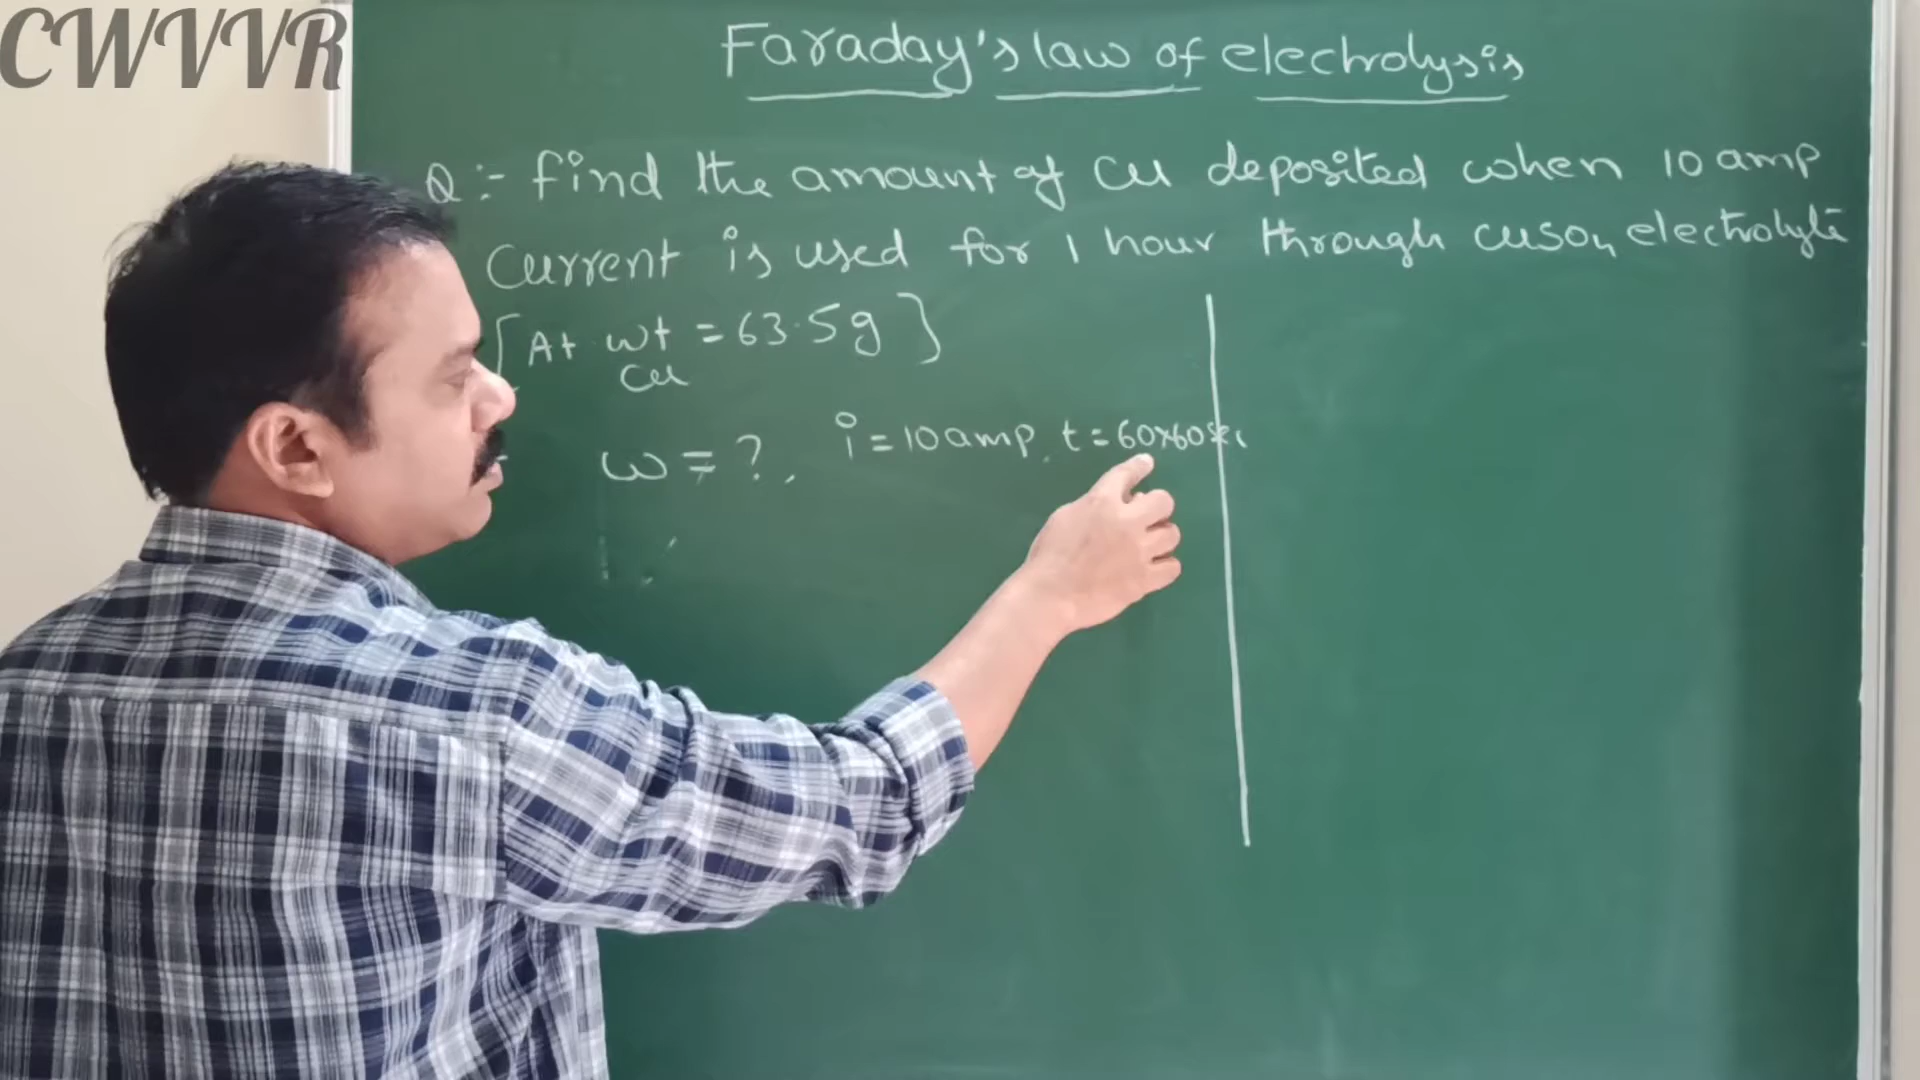 CWVVR
Faraday's law of electrolysis
Q:- find the amount of Cu deposited when 10 amp
Current is used for 1 hour through CuSO4 electrolyte
[At wt = 63.5g]
Cu
w = ?, i = 10 amp, t = 60×60 sec